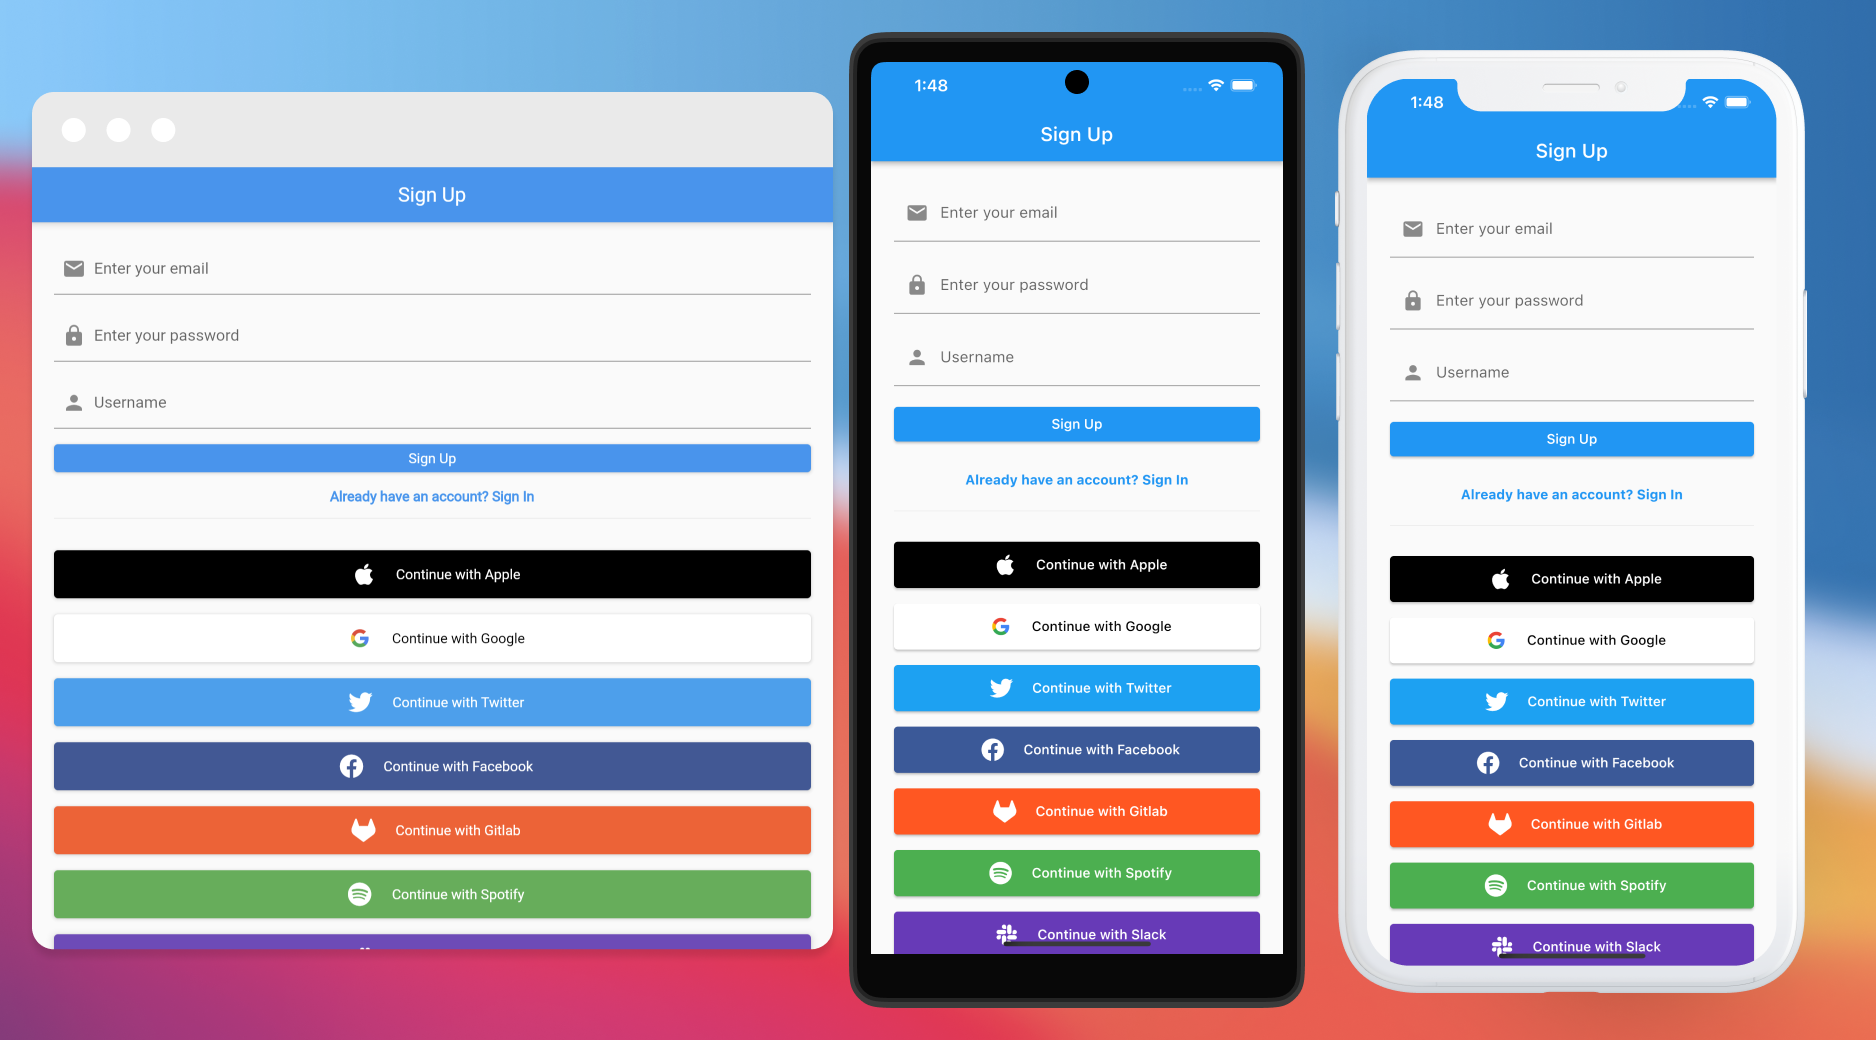 Sign Up
Enter your email
Enter your password
Username
Sign Up
Already have an account? Sign In
Continue with Apple
Continue with Google
Continue with Twitter
Continue with Facebook
Continue with Gitlab
Continue with Spotify
1:48
Sign Up
Enter your email
Enter your password
Username
Sign Up
Already have an account? Sign In
Continue with Apple
Continue with Google
Continue with Twitter
Continue with Facebook
Continue with Gitlab
Continue with Spotify
Continue with Slack
1:48
Sign Up
Enter your email
Enter your password
Username
Sign Up
Already have an account? Sign In
Continue with Apple
Continue with Google
Continue with Twitter
Continue with Facebook
Continue with Gitlab
Continue with Spotify
Continue with Slack